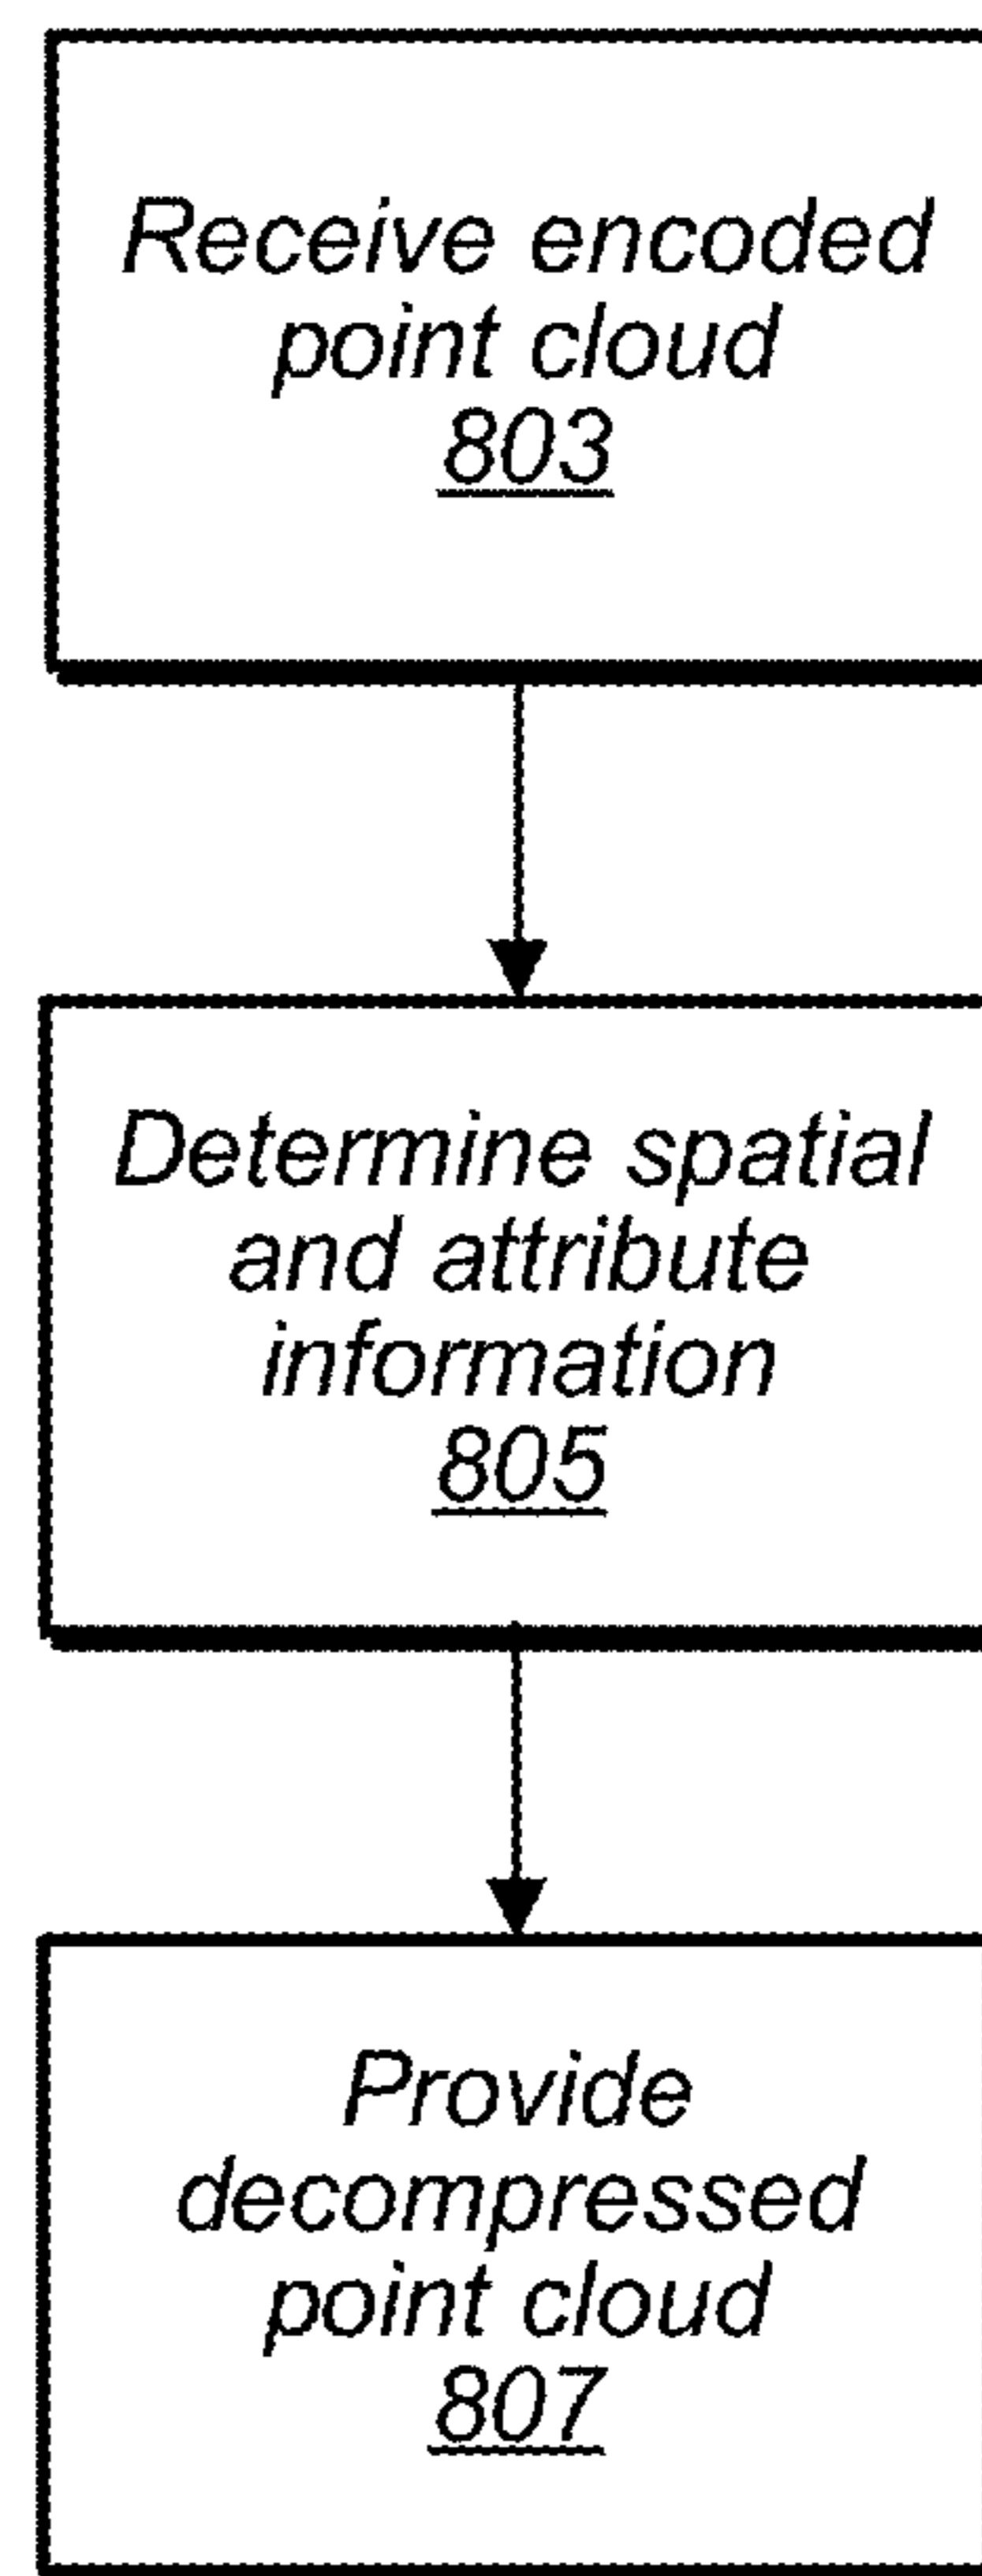 Receive encoded
point cloud
803
Determine spatial
and attribute
information
805
Provide
decompressed
point cloud
807